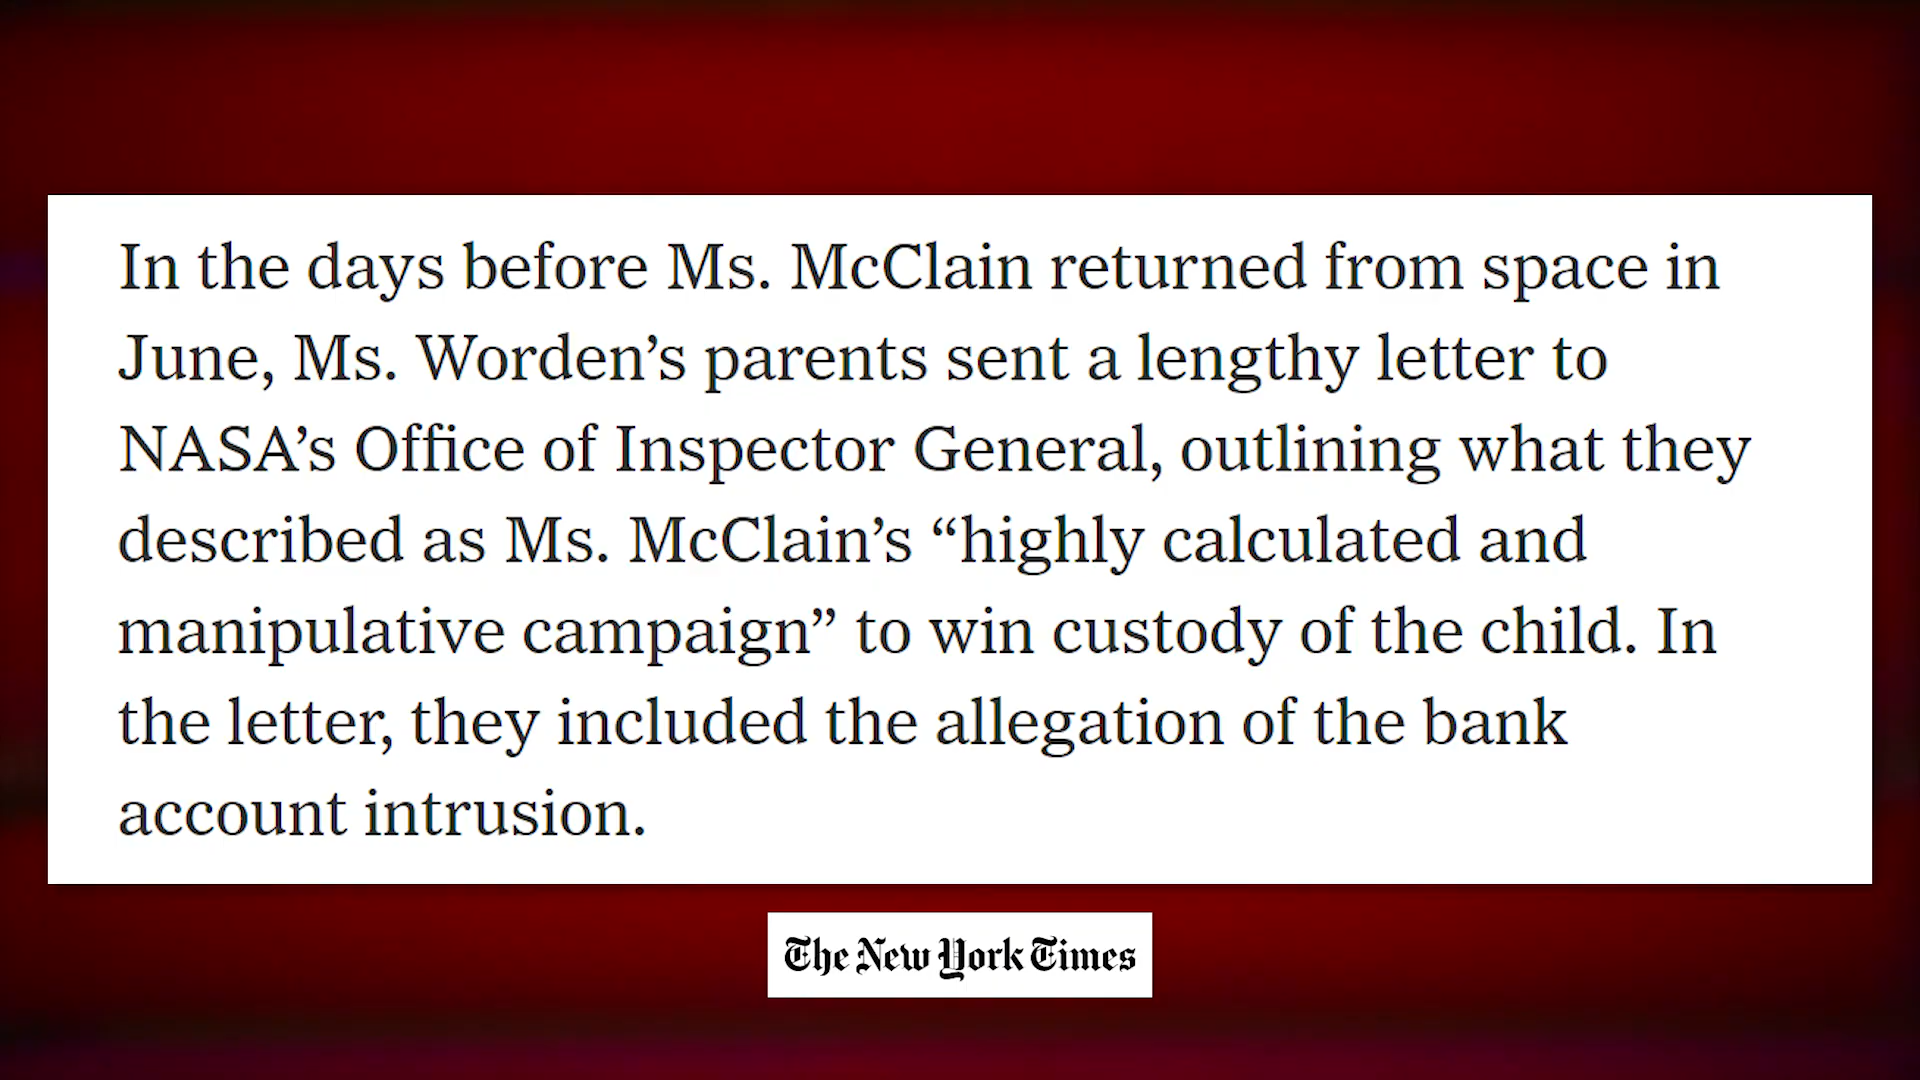 In the days before Ms. McClain returned from space in
June, Ms. Worden’s parents sent a lengthy letter to
NASA’s Office of Inspector General, outlining what they
described as Ms. McClain’s “highly calculated and
manipulative campaign” to win custody of the child. In
the letter, they included the allegation of the bank
account intrusion.
The New York Times